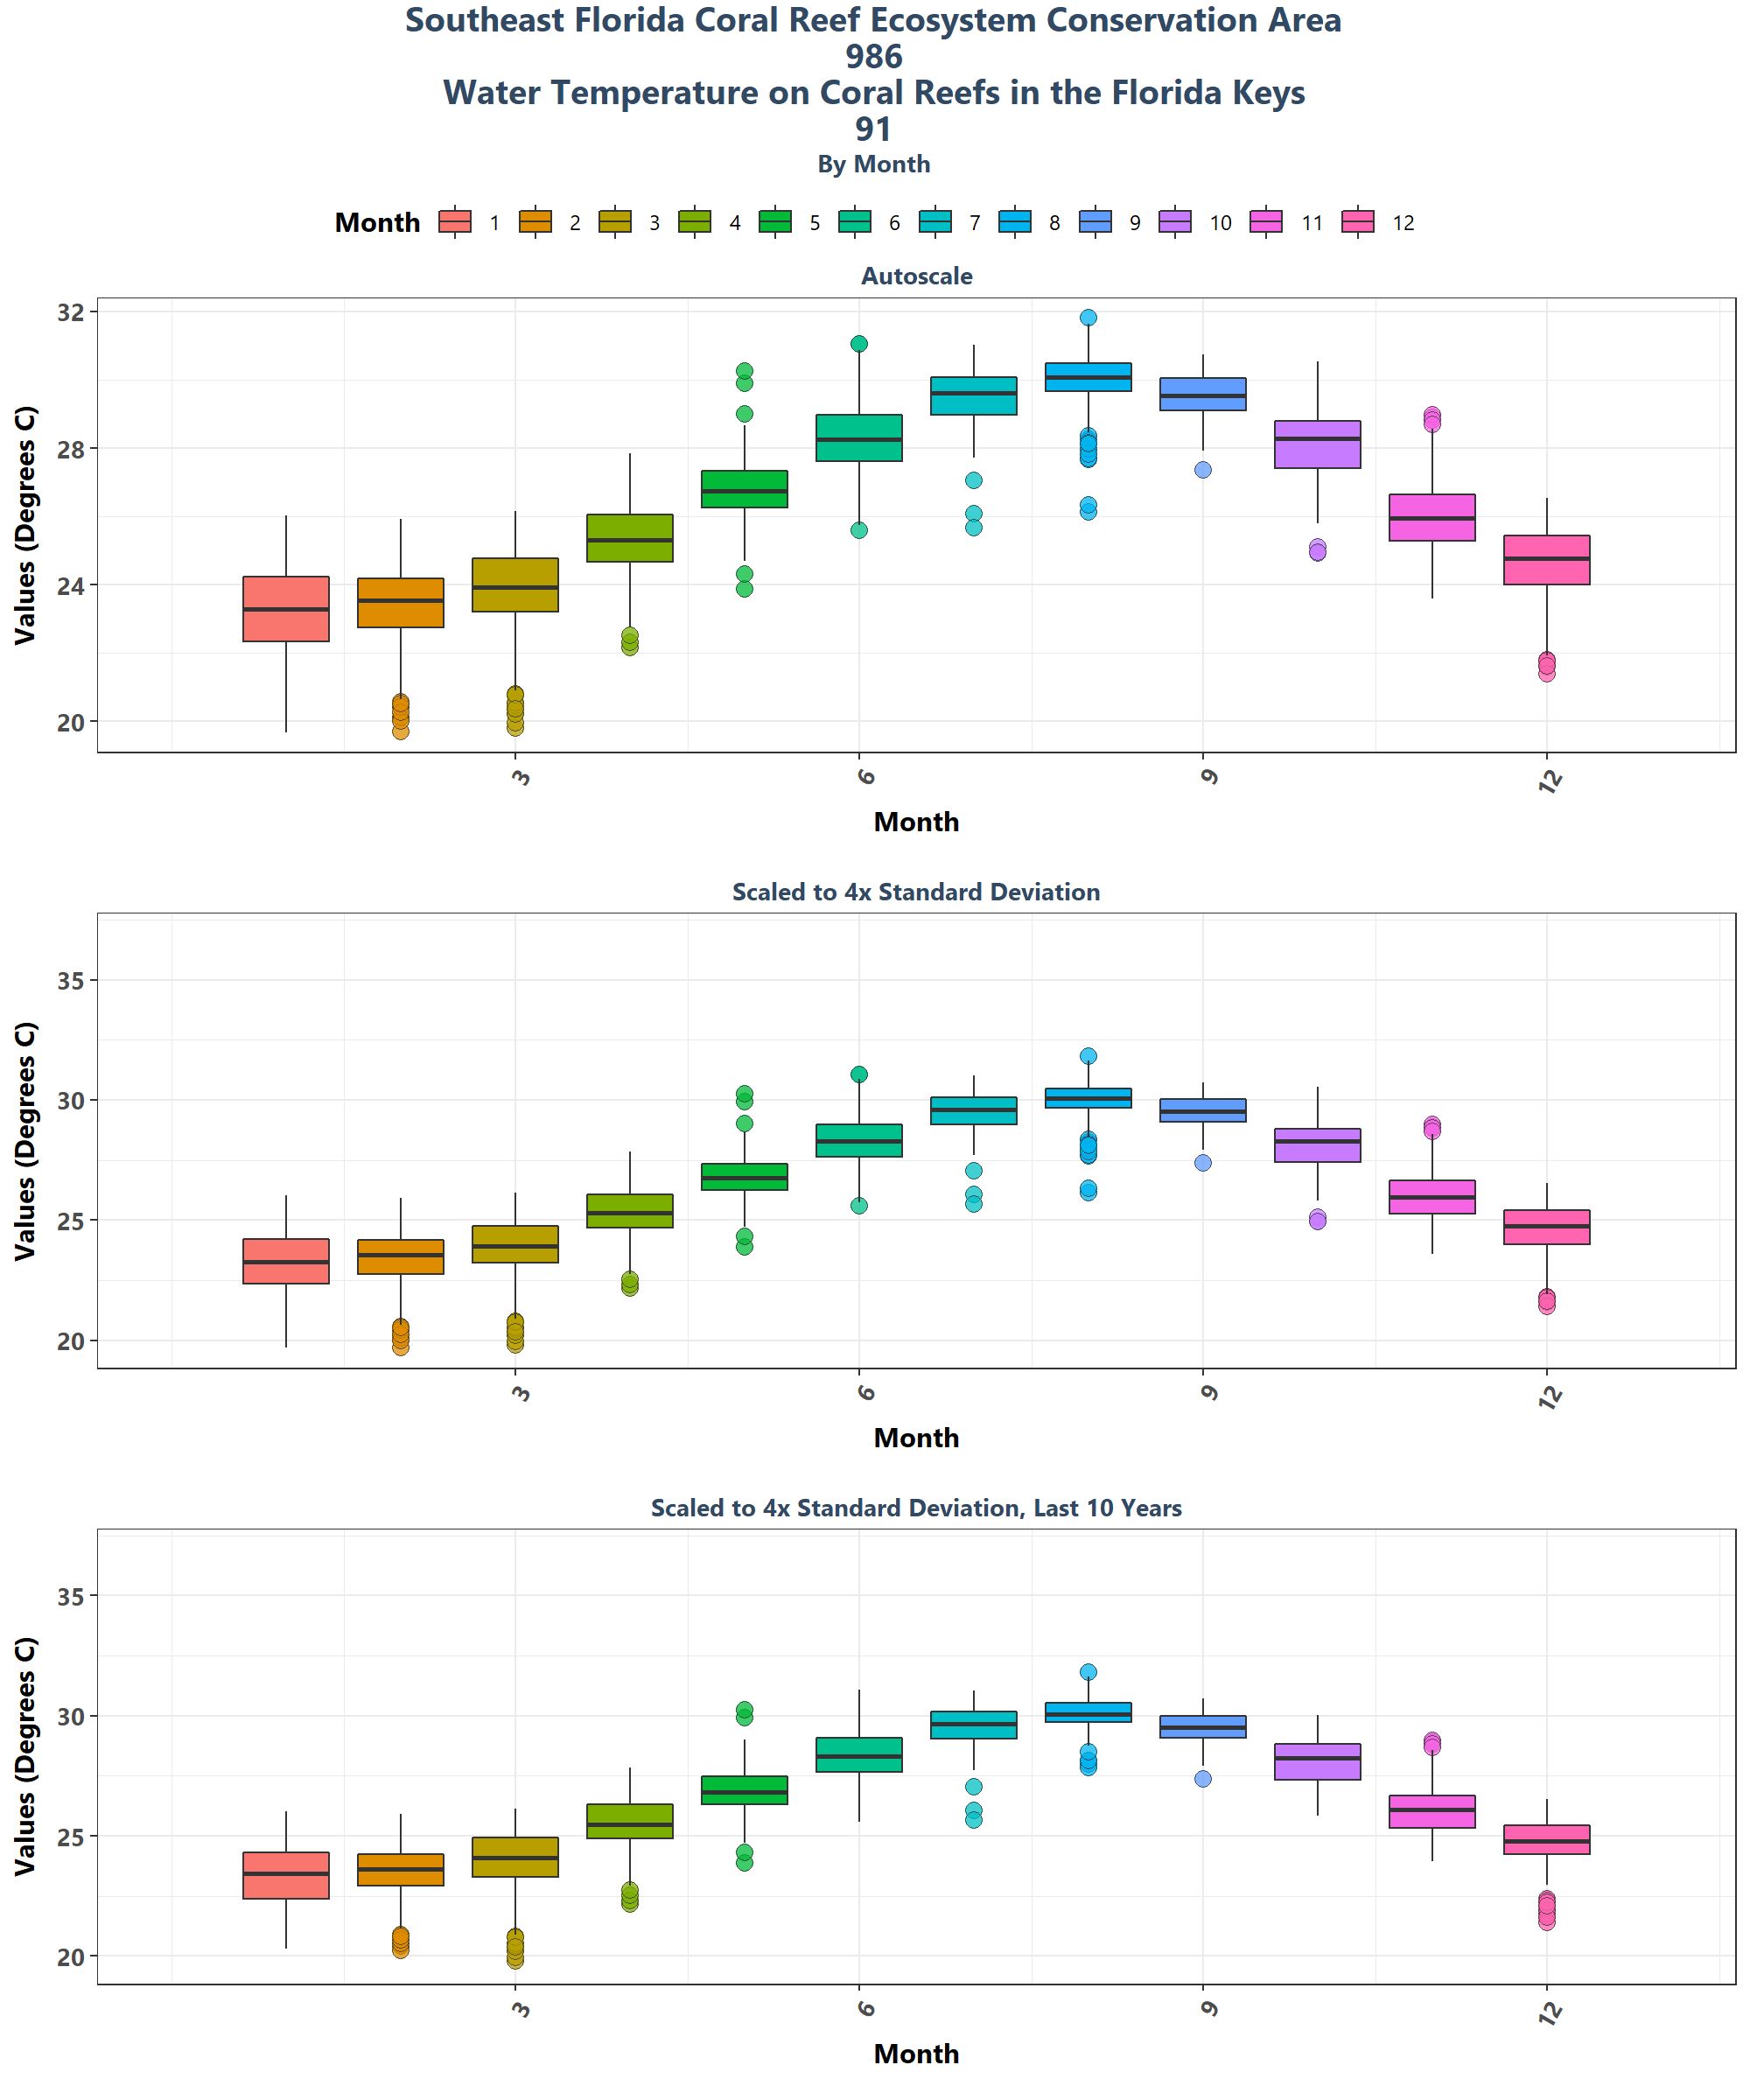 Southeast Florida Coral Reef Ecosystem Conservation Area
986
Water Temperature on Coral Reefs in the Florida Keys
91
By Month
Month 1 2 3 4 5 6 7 8 9 10 11 12
Autoscale
Values (Degrees C)
32
28
24
20
3 6 9 12
Month
Scaled to 4x Standard Deviation
Values (Degrees C)
35
30
25
20
3 6 9 12
Month
Scaled to 4x Standard Deviation, Last 10 Years
Values (Degrees C)
35
30
25
20
3 6 9 12
Month